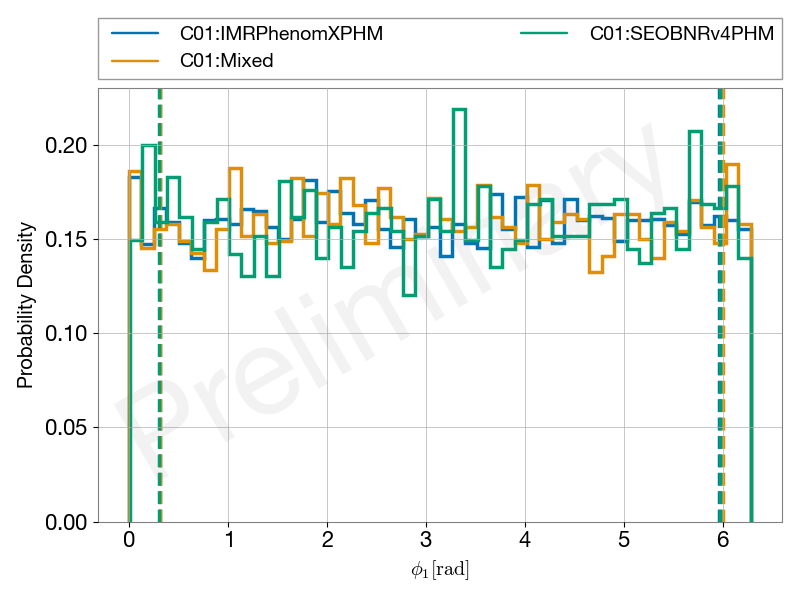 C01:IMRPhenomXPHM
C01:Mixed
C01:SEOBNRv4PHM
Preliminary
Probability Density
0.20
0.15
0.10
0.05
0.00
0 1 2 3 4 5 6
ϕ₁[rad]